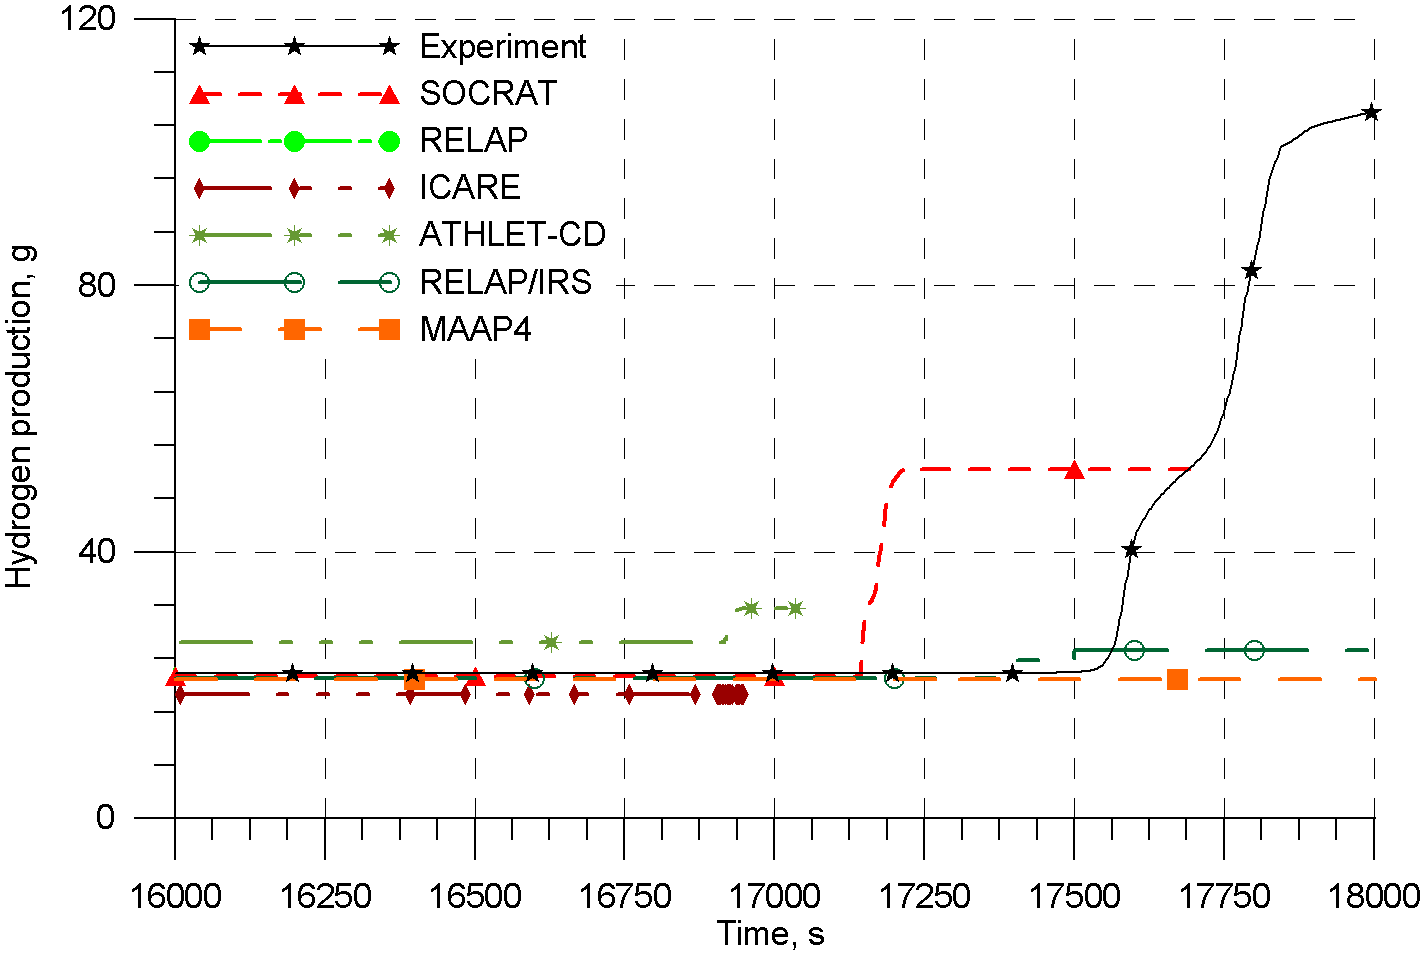 120
Experiment
SOCRAT
RELAP
ICARE
ATHLET-CD
RELAP/IRS
MAAP4
80
40
0
Hydrogen production, g
16000 16250 16500 16750 17000 17250 17500 17750 18000
Time, s